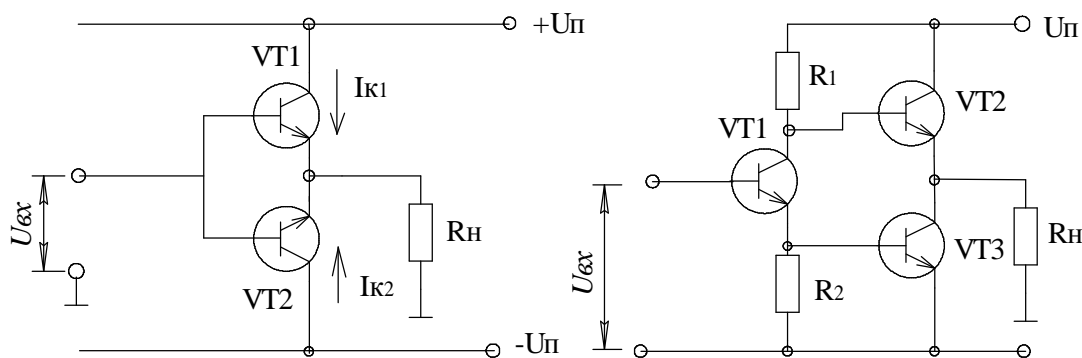 +Uп
VT1
Iк1
Uвх
Rн
VT2
Iк2
-Uп
Uп
R1
VT2
VT1
Uвх
Rн
VT3
R2